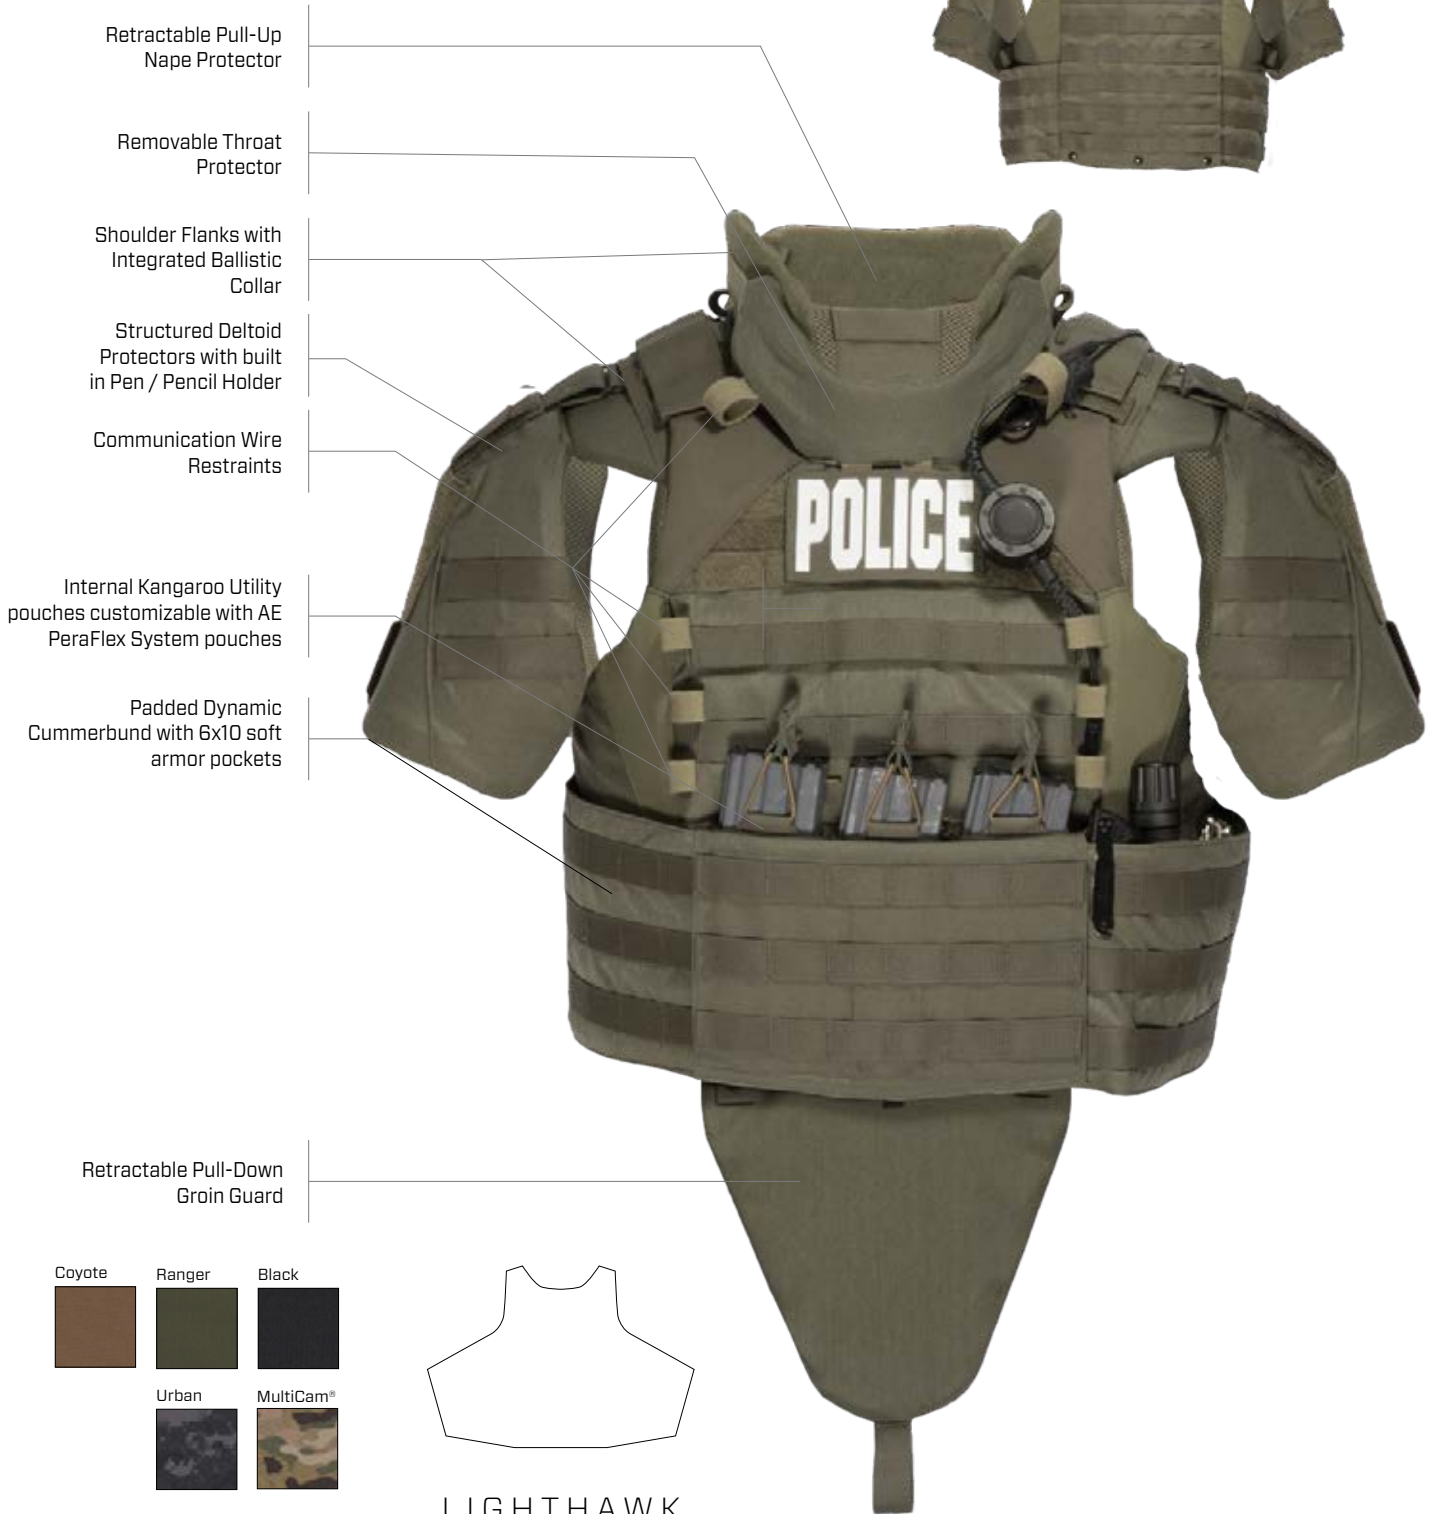 Retractable Pull-Up
Nape Protector
Removable Throat
Protector
Shoulder Flanks with
Integrated Ballistic
Collar
Structured Deltoid
Protectors with built
in Pen / Pencil Holder
Communication Wire
Restraints
Internal Kangaroo Utility
pouches customizable with AE
PeraFlex System pouches
Padded Dynamic
Cummerbund with 6x10 soft
armor pockets
POLICE
Retractable Pull-Down
Groin Guard
Coyote
Ranger
Black
Urban
MultiCam®
LIGHTHAWK